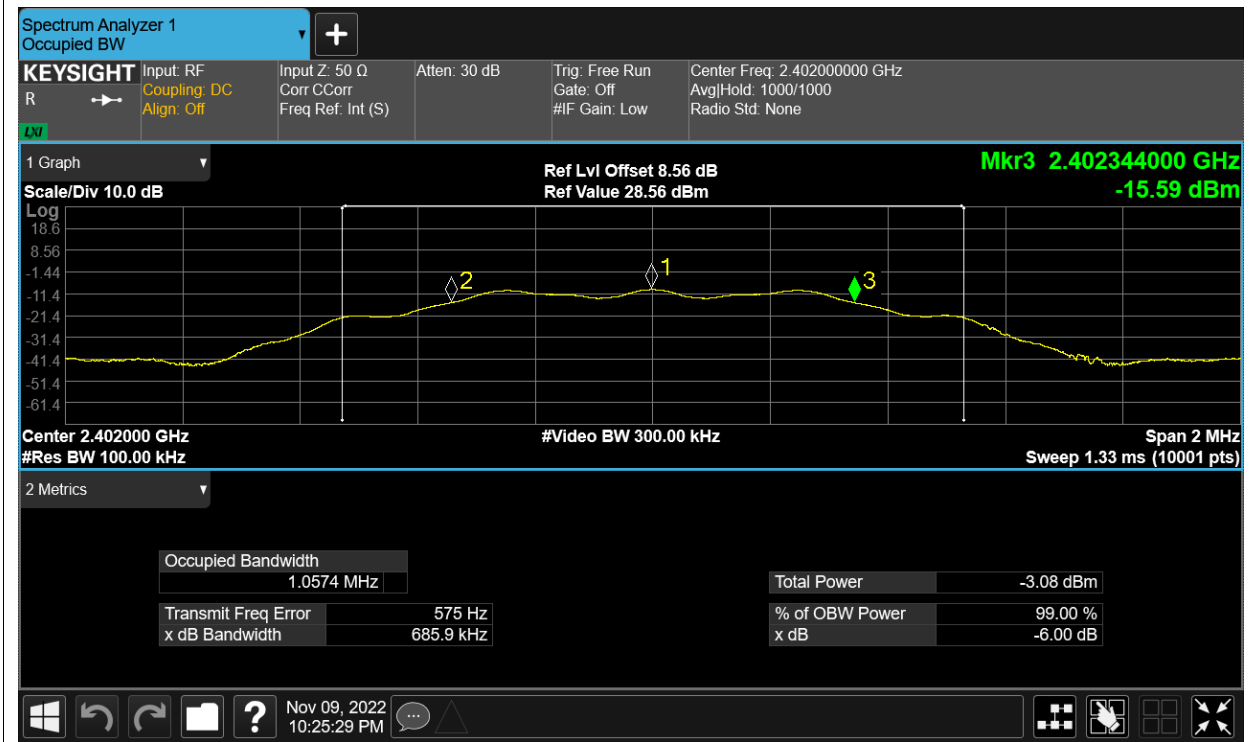 Spectrum Analyzer 1
Occupied BW
▼
+
KEYSIGHT
R
LXI
Input: RF
Coupling: DC
Align: Off
Input Z: 50 Ω
Corr CCorr
Freq Ref: Int (S)
Atten: 30 dB
Trig: Free Run
Gate: Off
#IF Gain: Low
Center Freq: 2.402000000 GHz
Avg|Hold: 1000/1000
Radio Std: None
1 Graph ▼
Scale/Div 10.0 dB
Ref Lvl Offset 8.56 dB
Ref Value 28.56 dBm
Mkr3 2.402344000 GHz
-15.59 dBm
Log
18.6
8.56
-1.44
-11.4
-21.4
-31.4
-41.4
-51.4
-61.4
2
1
3
Center 2.402000 GHz
#Video BW 300.00 kHz
Span 2 MHz
#Res BW 100.00 kHz
Sweep 1.33 ms (10001 pts)
2 Metrics ▼
Occupied Bandwidth
1.0574 MHz
Total Power -3.08 dBm
Transmit Freq Error 575 Hz
% of OBW Power 99.00 %
x dB Bandwidth 685.9 kHz
x dB -6.00 dB
?
Nov 09, 2022
10:25:29 PM